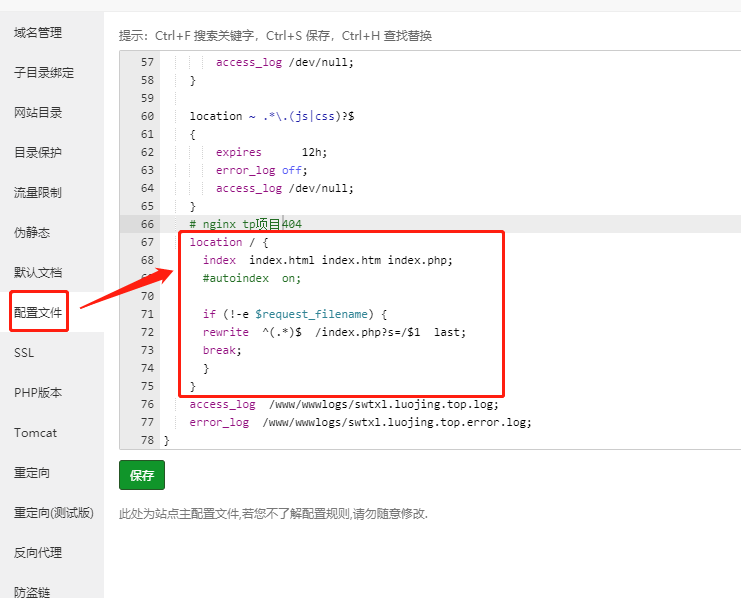 域名管理
子目录绑定
网站目录
目录保护
流量限制
伪静态
默认文档
配置文件
SSL
PHP版本
Tomcat
重定向
重定向(测试版)
反向代理
防盗链
提示：Ctrl+F 搜索关键字，Ctrl+S 保存，Ctrl+H 查找替换
57 access_log /dev/null;
58 }
59
60 location ~ .*\.(js|css)?$
61 {
62 expires      12h;
63 error_log off;
64 access_log /dev/null;
65 }
66 # nginx tp项目404
67 location / {
68 index  index.html index.htm index.php;
#autoindex  on;
70
71 if (!-e $request_filename) {
72 rewrite  ^(.*)$  /index.php?s=/$1  last;
73 break;
74 }
75 }
76 access_log  /www/wwwlogs/swtxl.luojing.top.log;
77 error_log  /www/wwwlogs/swtxl.luojing.top.error.log;
78 }
保存
此处为站点主配置文件,若您不了解配置规则,请勿随意修改.